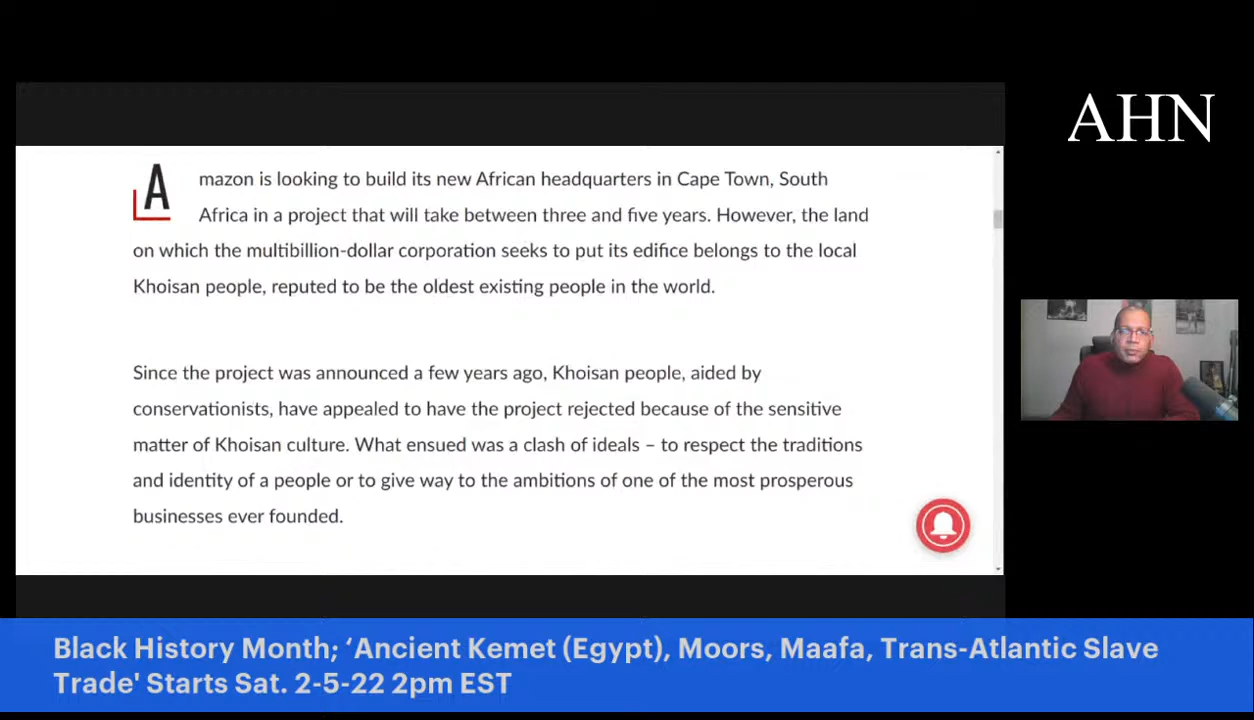 AHN
A
mazon is looking to build its new African headquarters in Cape Town, South
Africa in a project that will take between three and five years. However, the land
on which the multibillion-dollar corporation seeks to put its edifice belongs to the local
Khoisan people, reputed to be the oldest existing people in the world.
Since the project was announced a few years ago, Khoisan people, aided by
conservationists, have appealed to have the project rejected because of the sensitive
matter of Khoisan culture. What ensued was a clash of ideals – to respect the traditions
and identity of a people or to give way to the ambitions of one of the most prosperous
businesses ever founded.
Black History Month; ‘Ancient Kemet (Egypt), Moors, Maafa, Trans-Atlantic Slave
Trade' Starts Sat. 2-5-22 2pm EST